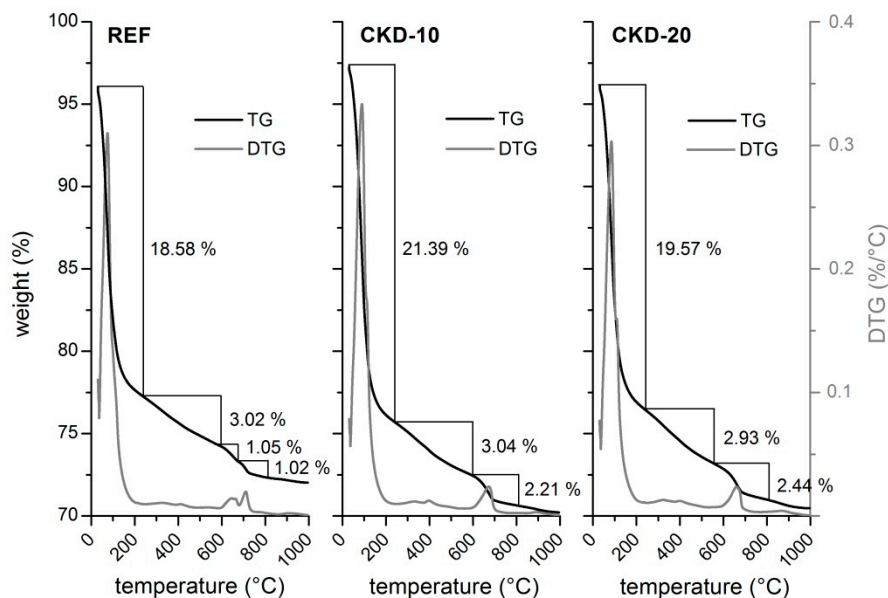 REF
CKD-10
CKD-20
TG
DTG
TG
DTG
TG
DTG
weight (%)
100
95
90
85
80
75
70
18.58 %
3.02 %
1.05 %
1.02 %
21.39 %
3.04 %
2.21 %
19.57 %
2.93 %
2.44 %
0.4
0.3
0.2
0.1
0.0
DTG (%/°C)
0 200 400 600 800 1000
0 200 400 600 800 1000
0 200 400 600 800 1000
temperature (°C)
temperature (°C)
temperature (°C)